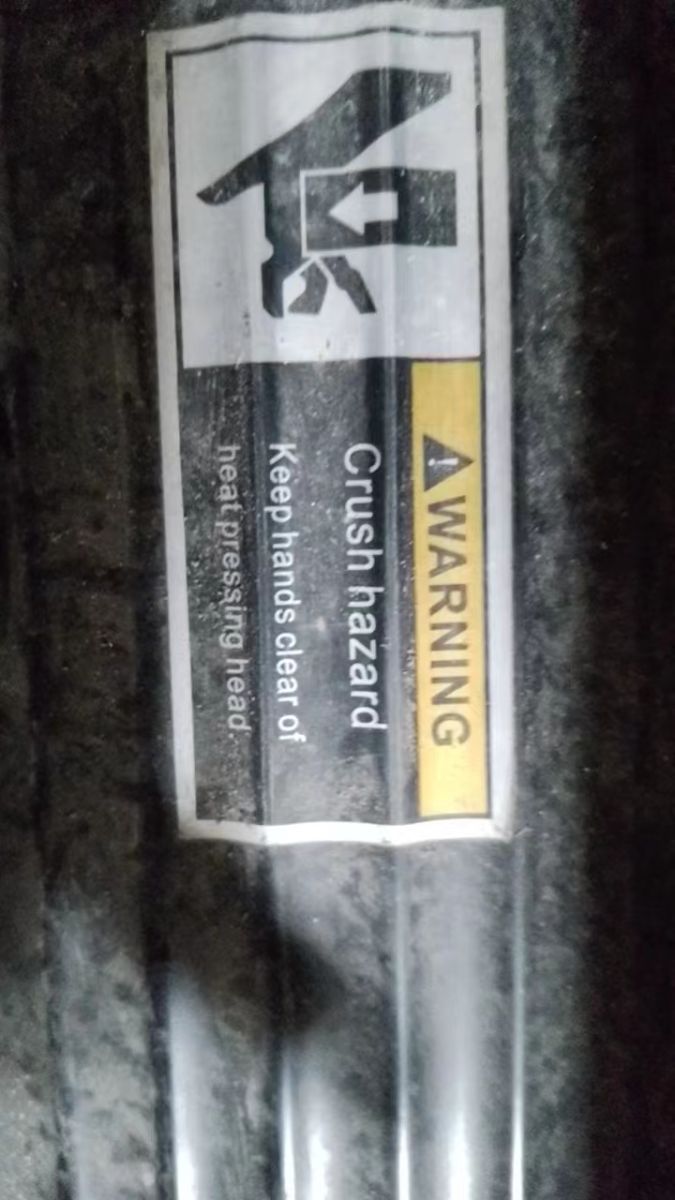 WARNING
Crush hazard
Keep hands clear of
heat pressing head.